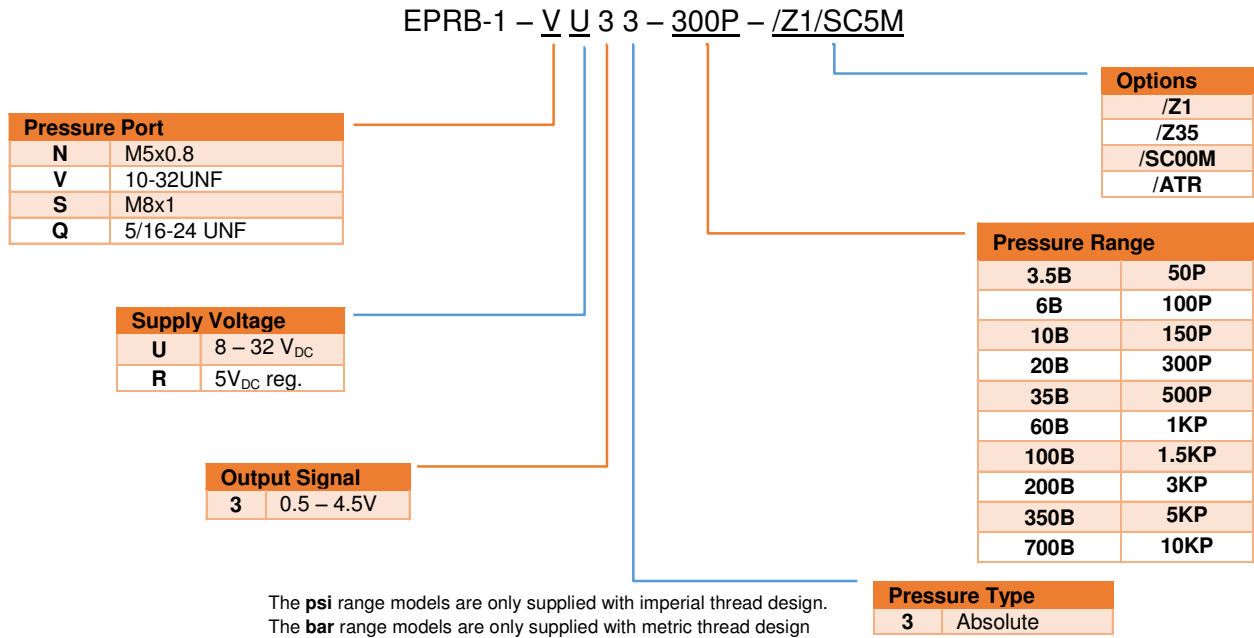 EPRB-1 – V U 3 3 – 300P – /Z1/SC5M
Options
/Z1
/Z35
/SC00M
/ATR
Pressure Port
N M5x0.8
V 10-32UNF
S M8x1
Q 5/16-24 UNF
Pressure Range
3.5B 50P
6B 100P
10B 150P
20B 300P
35B 500P
60B 1KP
100B 1.5KP
200B 3KP
350B 5KP
700B 10KP
Supply Voltage
U 8 – 32 VDC
R 5VDC reg.
Output Signal
3 0.5 – 4.5V
Pressure Type
3 Absolute
The psi range models are only supplied with imperial thread design.
The bar range models are only supplied with metric thread design